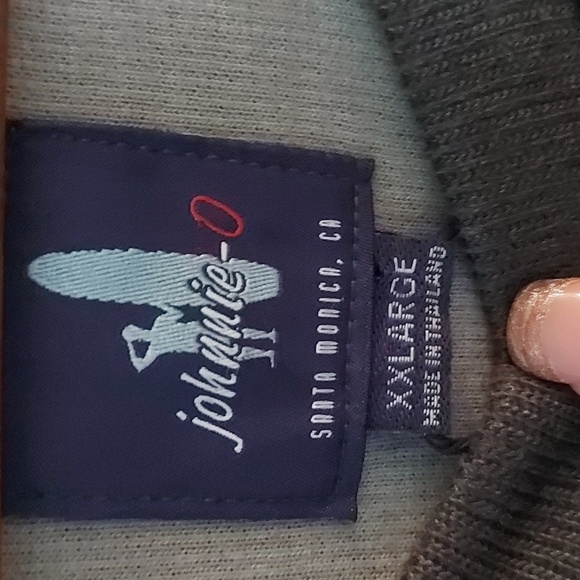 johnnie-O
SANTA MONICA, CA
XXLARGE
MADE IN THAILAND